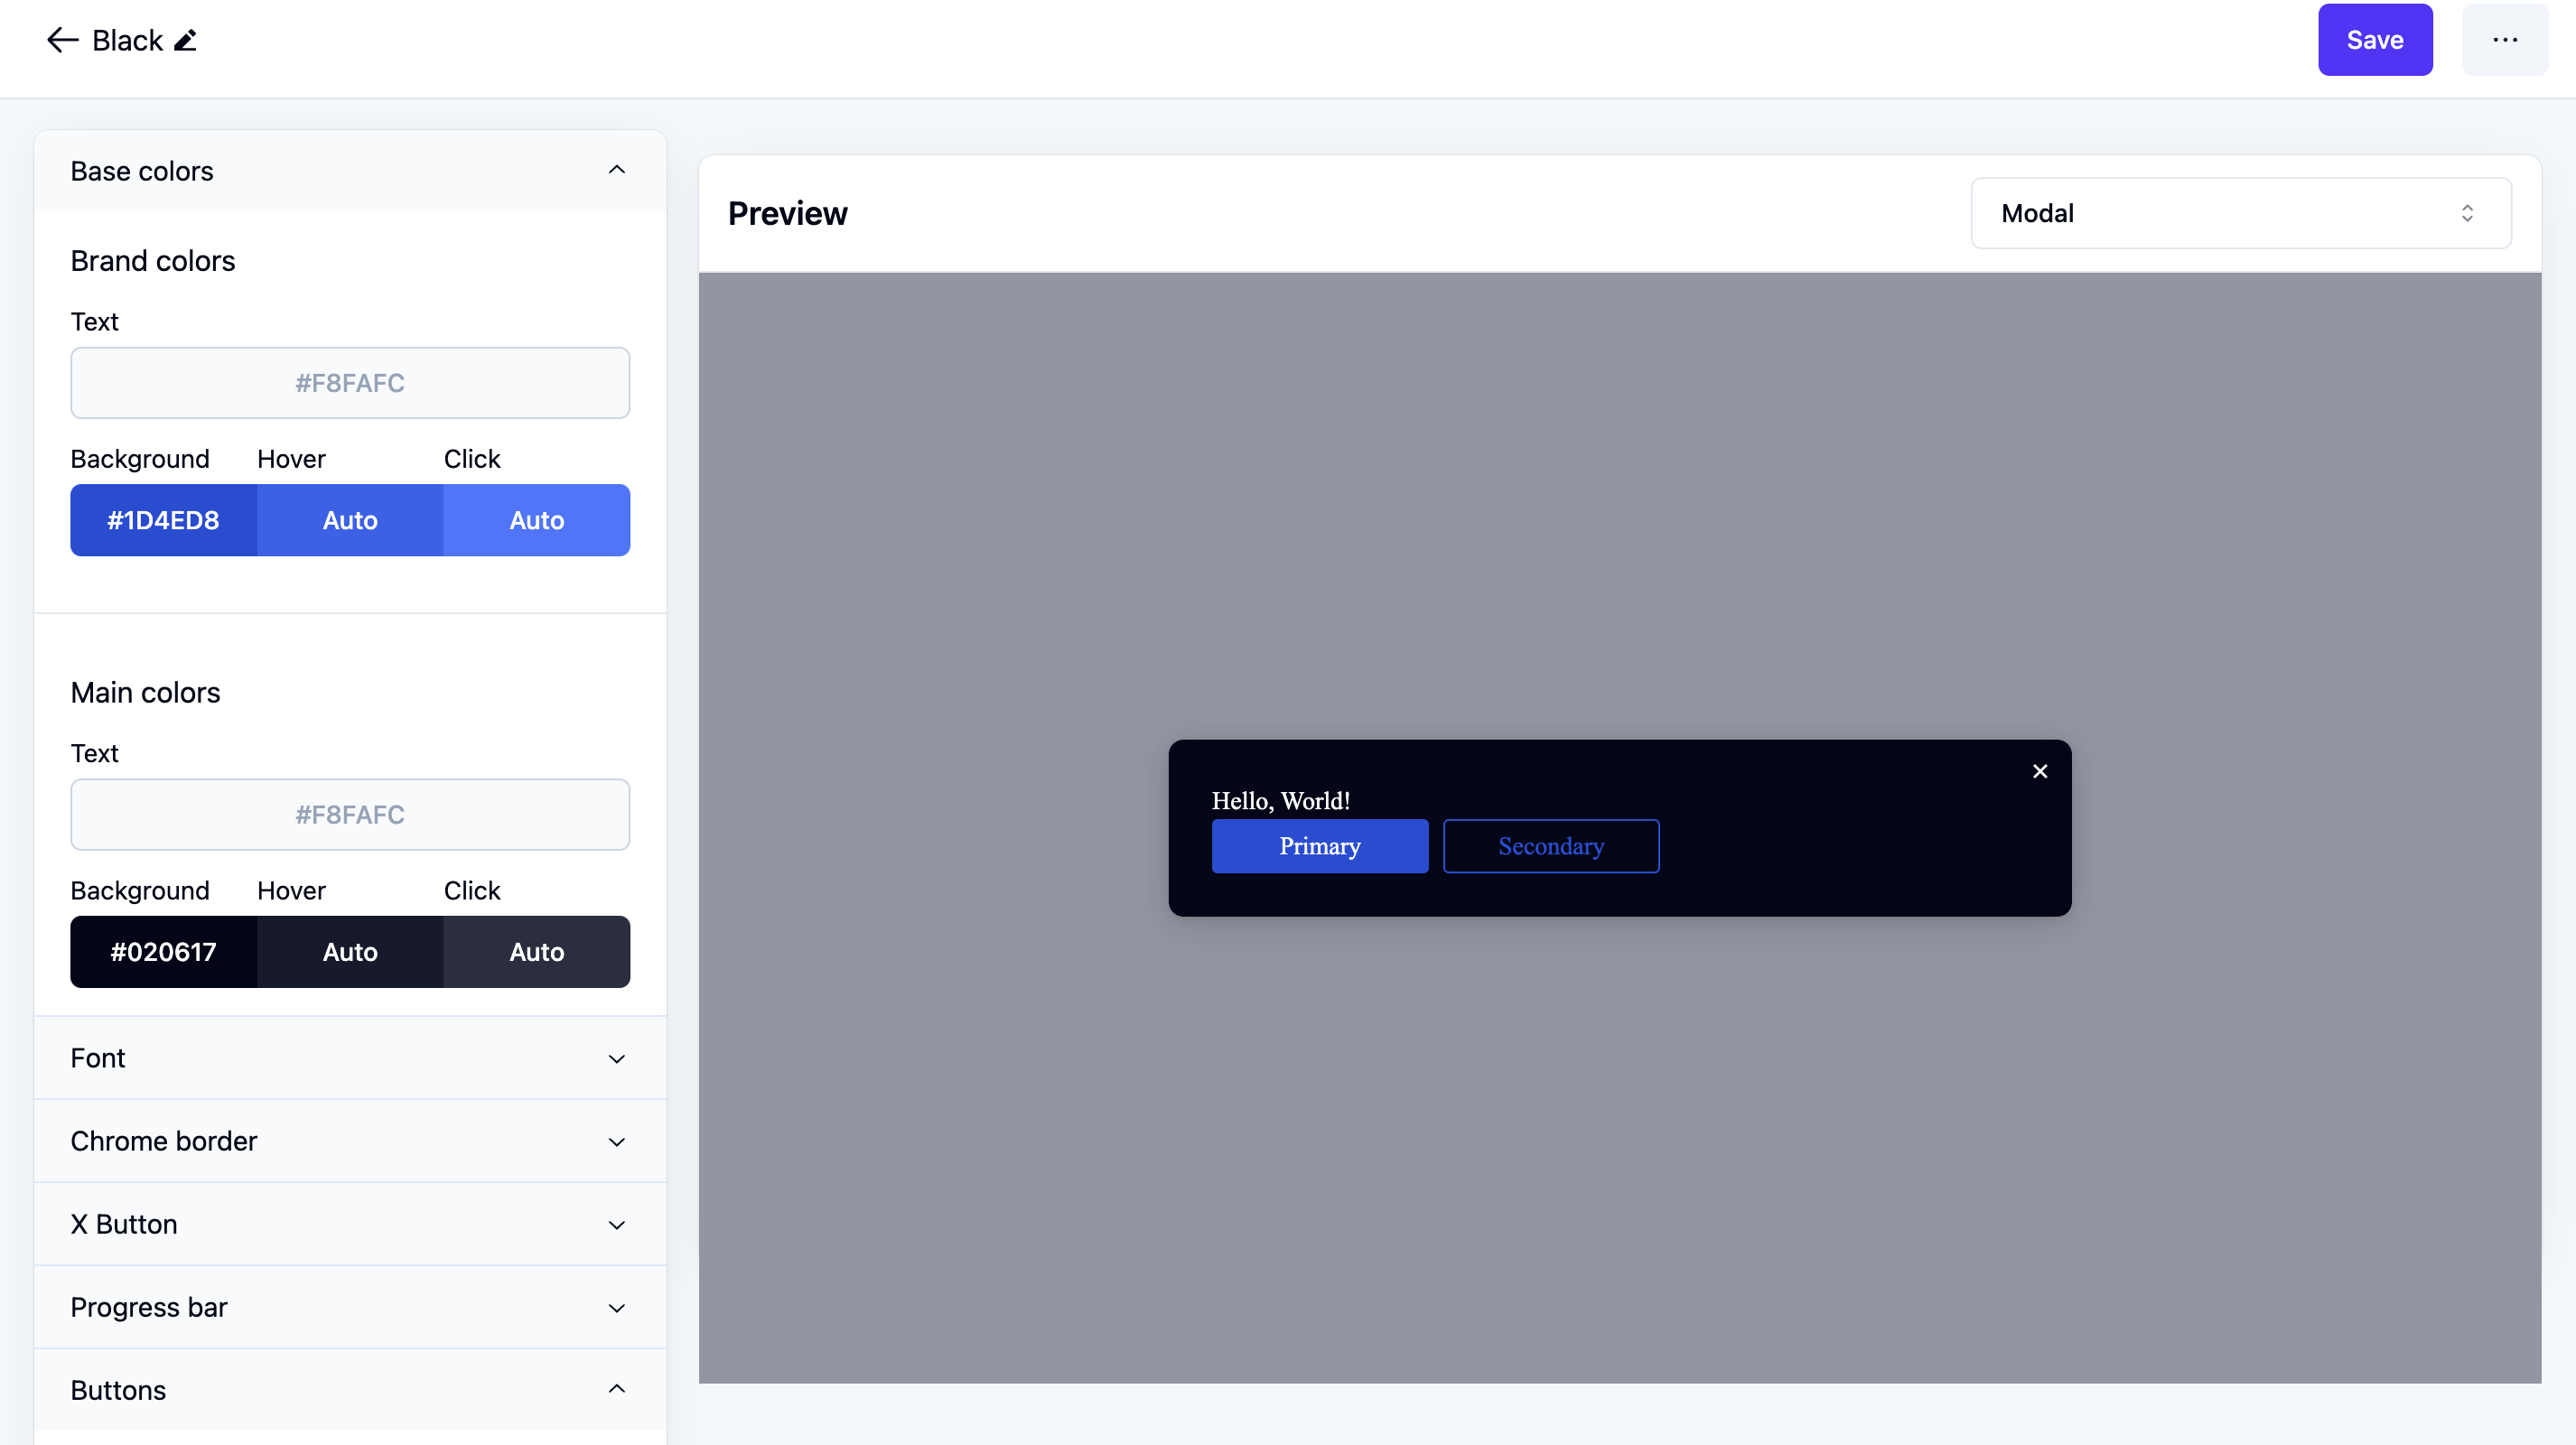 Black
Save
Base colors
Brand colors
Text
#F8FAFC
Background Hover Click
#1D4ED8 Auto Auto
Main colors
Text
#F8FAFC
Background Hover Click
#020617 Auto Auto
Font
Chrome border
X Button
Progress bar
Buttons
Preview
Modal
Hello, World!
Primary Secondary